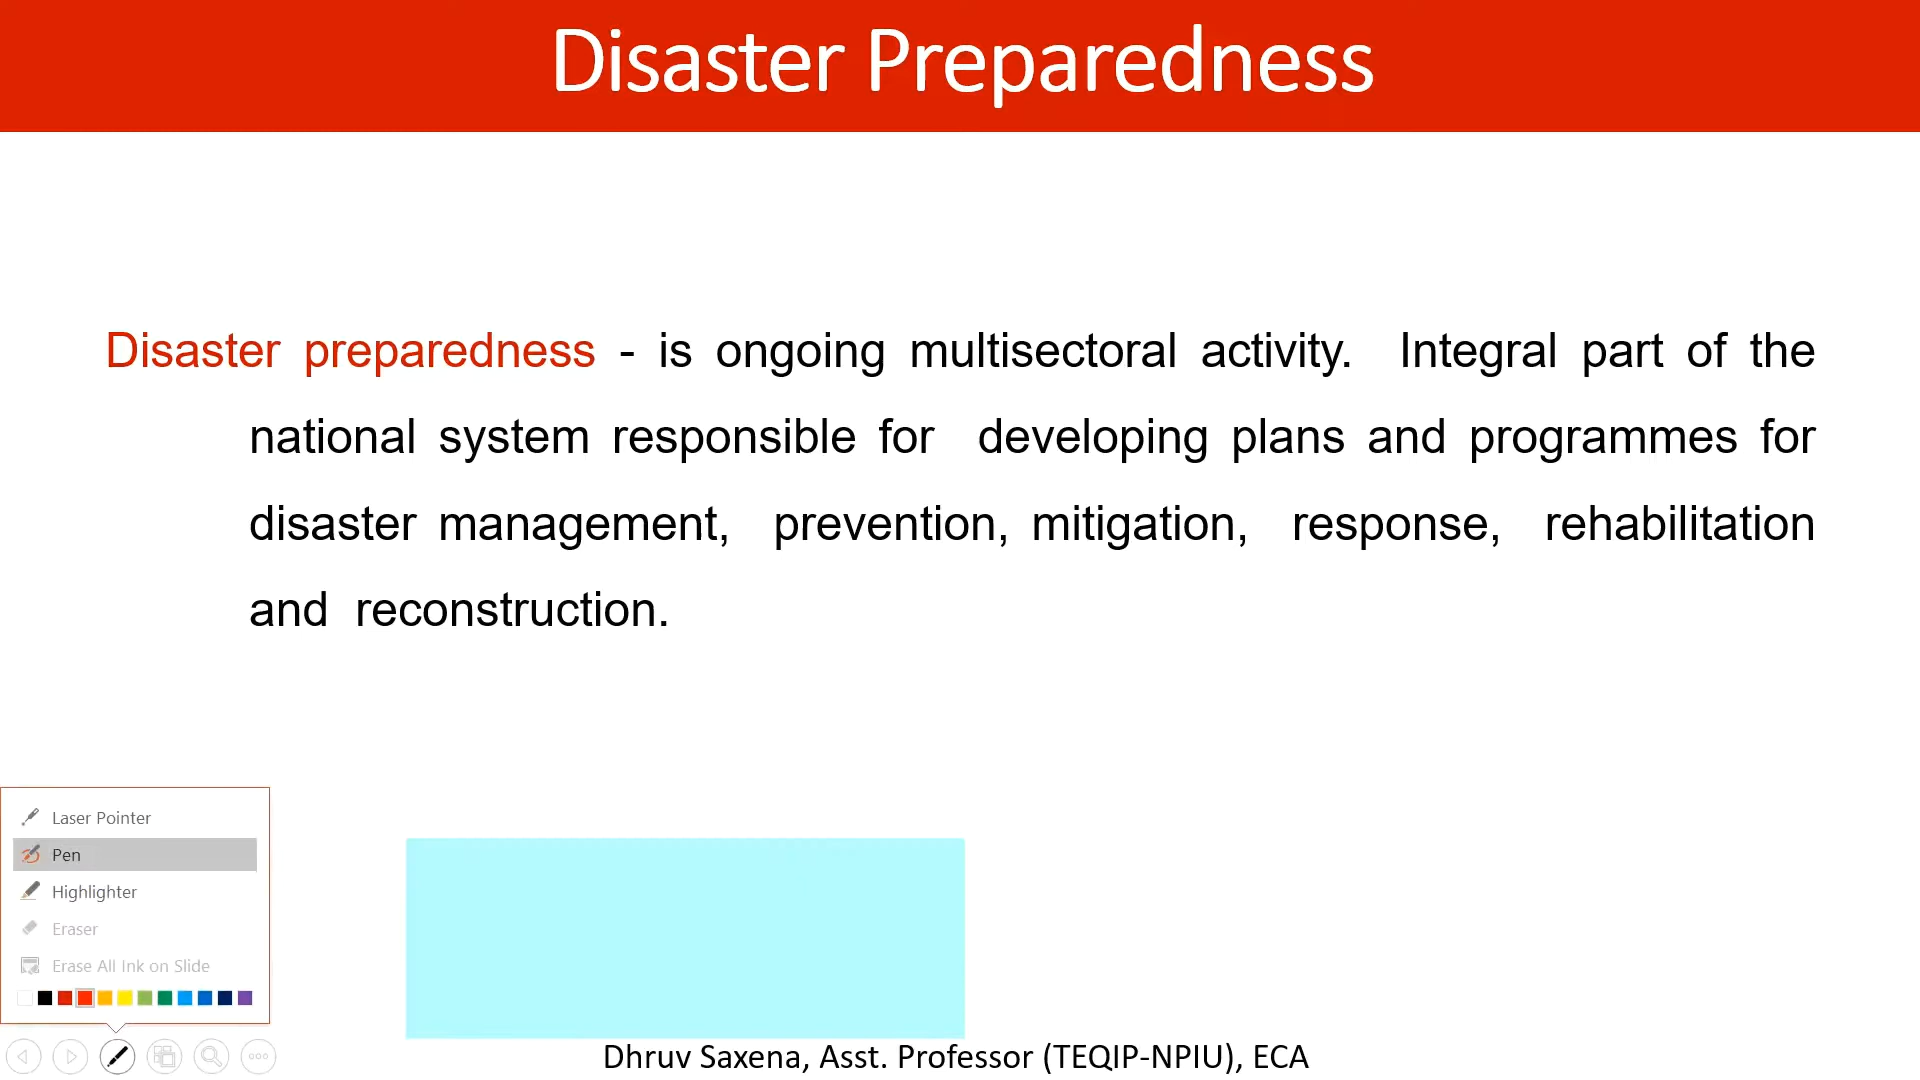 Disaster Preparedness
Disaster preparedness - is ongoing multisectoral activity. Integral part of the
national system responsible for developing plans and programmes for
disaster management, prevention, mitigation, response, rehabilitation
and reconstruction.
Laser Pointer
Pen
Highlighter
Eraser
Erase All Ink on Slide
Dhruv Saxena, Asst. Professor (TEQIP-NPIU), ECA